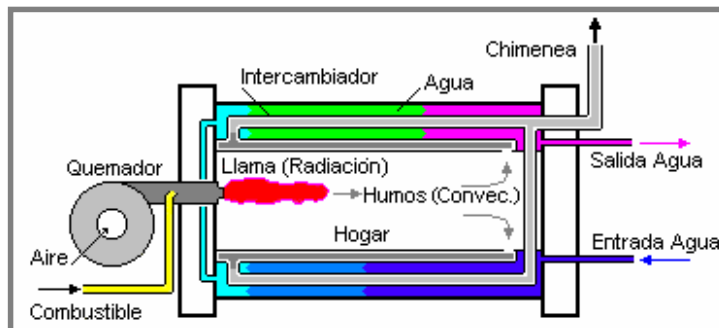 Chimenea
Intercambiador
Agua
Quemador
Llama (Radiación)
Salida Agua
Humos (Convec.)
Hogar
Entrada Agua
Aire
Combustible